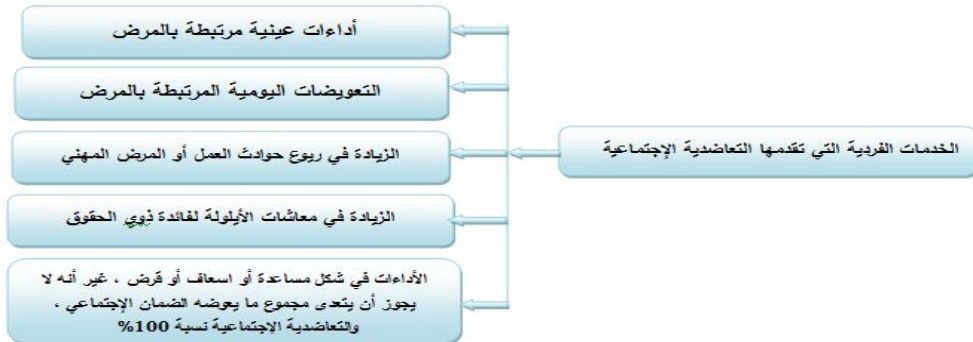 الخدمات الفردية التي تقدمها التعاضدية الإجتماعية
أداءات عينية مرتبطة بالمرض
التعويضات اليومية المرتبطة بالمرض
الزيادة في ريوع حوادث العمل أو المرض المهني
الزيادة في معاشات الأيلولة لفائدة ذوي الحقوق
الأداءات في شكل مساعدة أو اسعاف أو قرض ، غير أنه لا
يجوز أن يتعدى مجموع ما يعوضه الضمان الإجتماعي ،
والتعاضدية الإجتماعية نسبة 100%